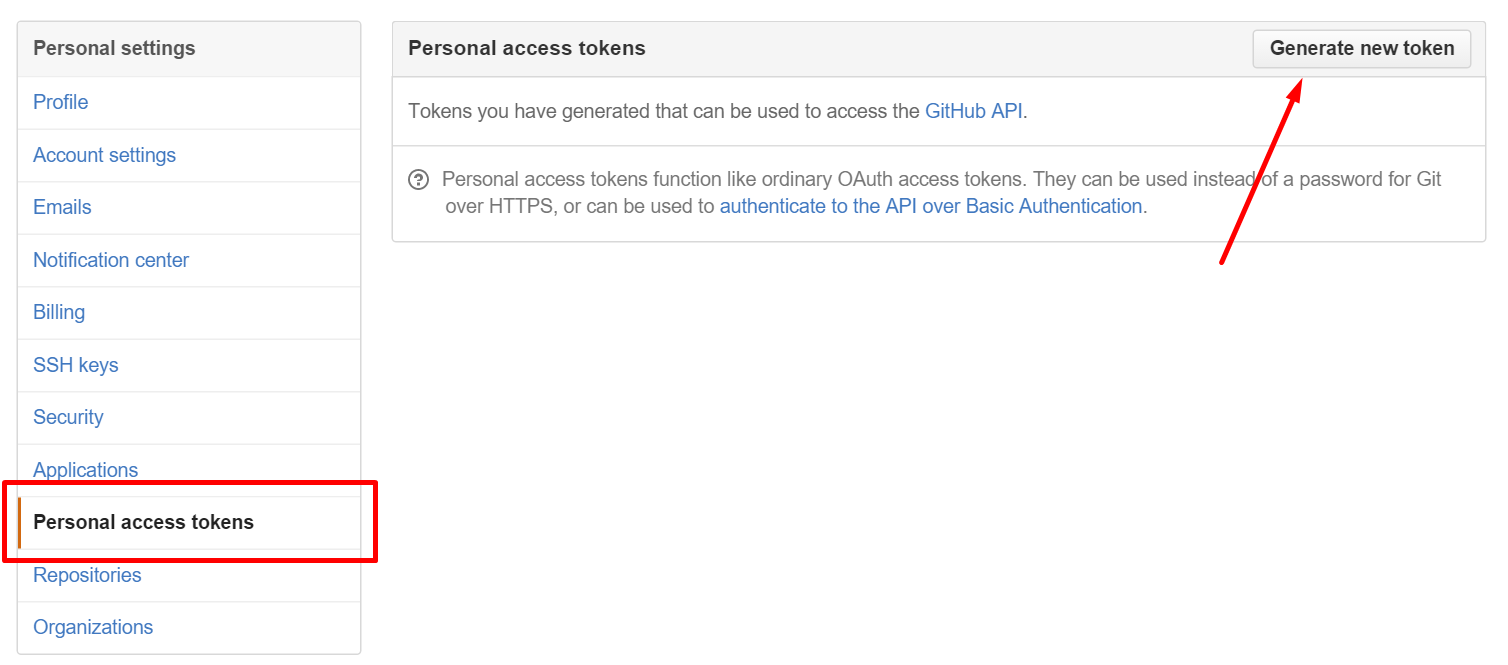 Personal settings
Profile
Account settings
Emails
Notification center
Billing
SSH keys
Security
Applications
Personal access tokens
Repositories
Organizations
Personal access tokens
Generate new token
Tokens you have generated that can be used to access the GitHub API.
Personal access tokens function like ordinary OAuth access tokens. They can be used instead of a password for Git
over HTTPS, or can be used to authenticate to the API over Basic Authentication.